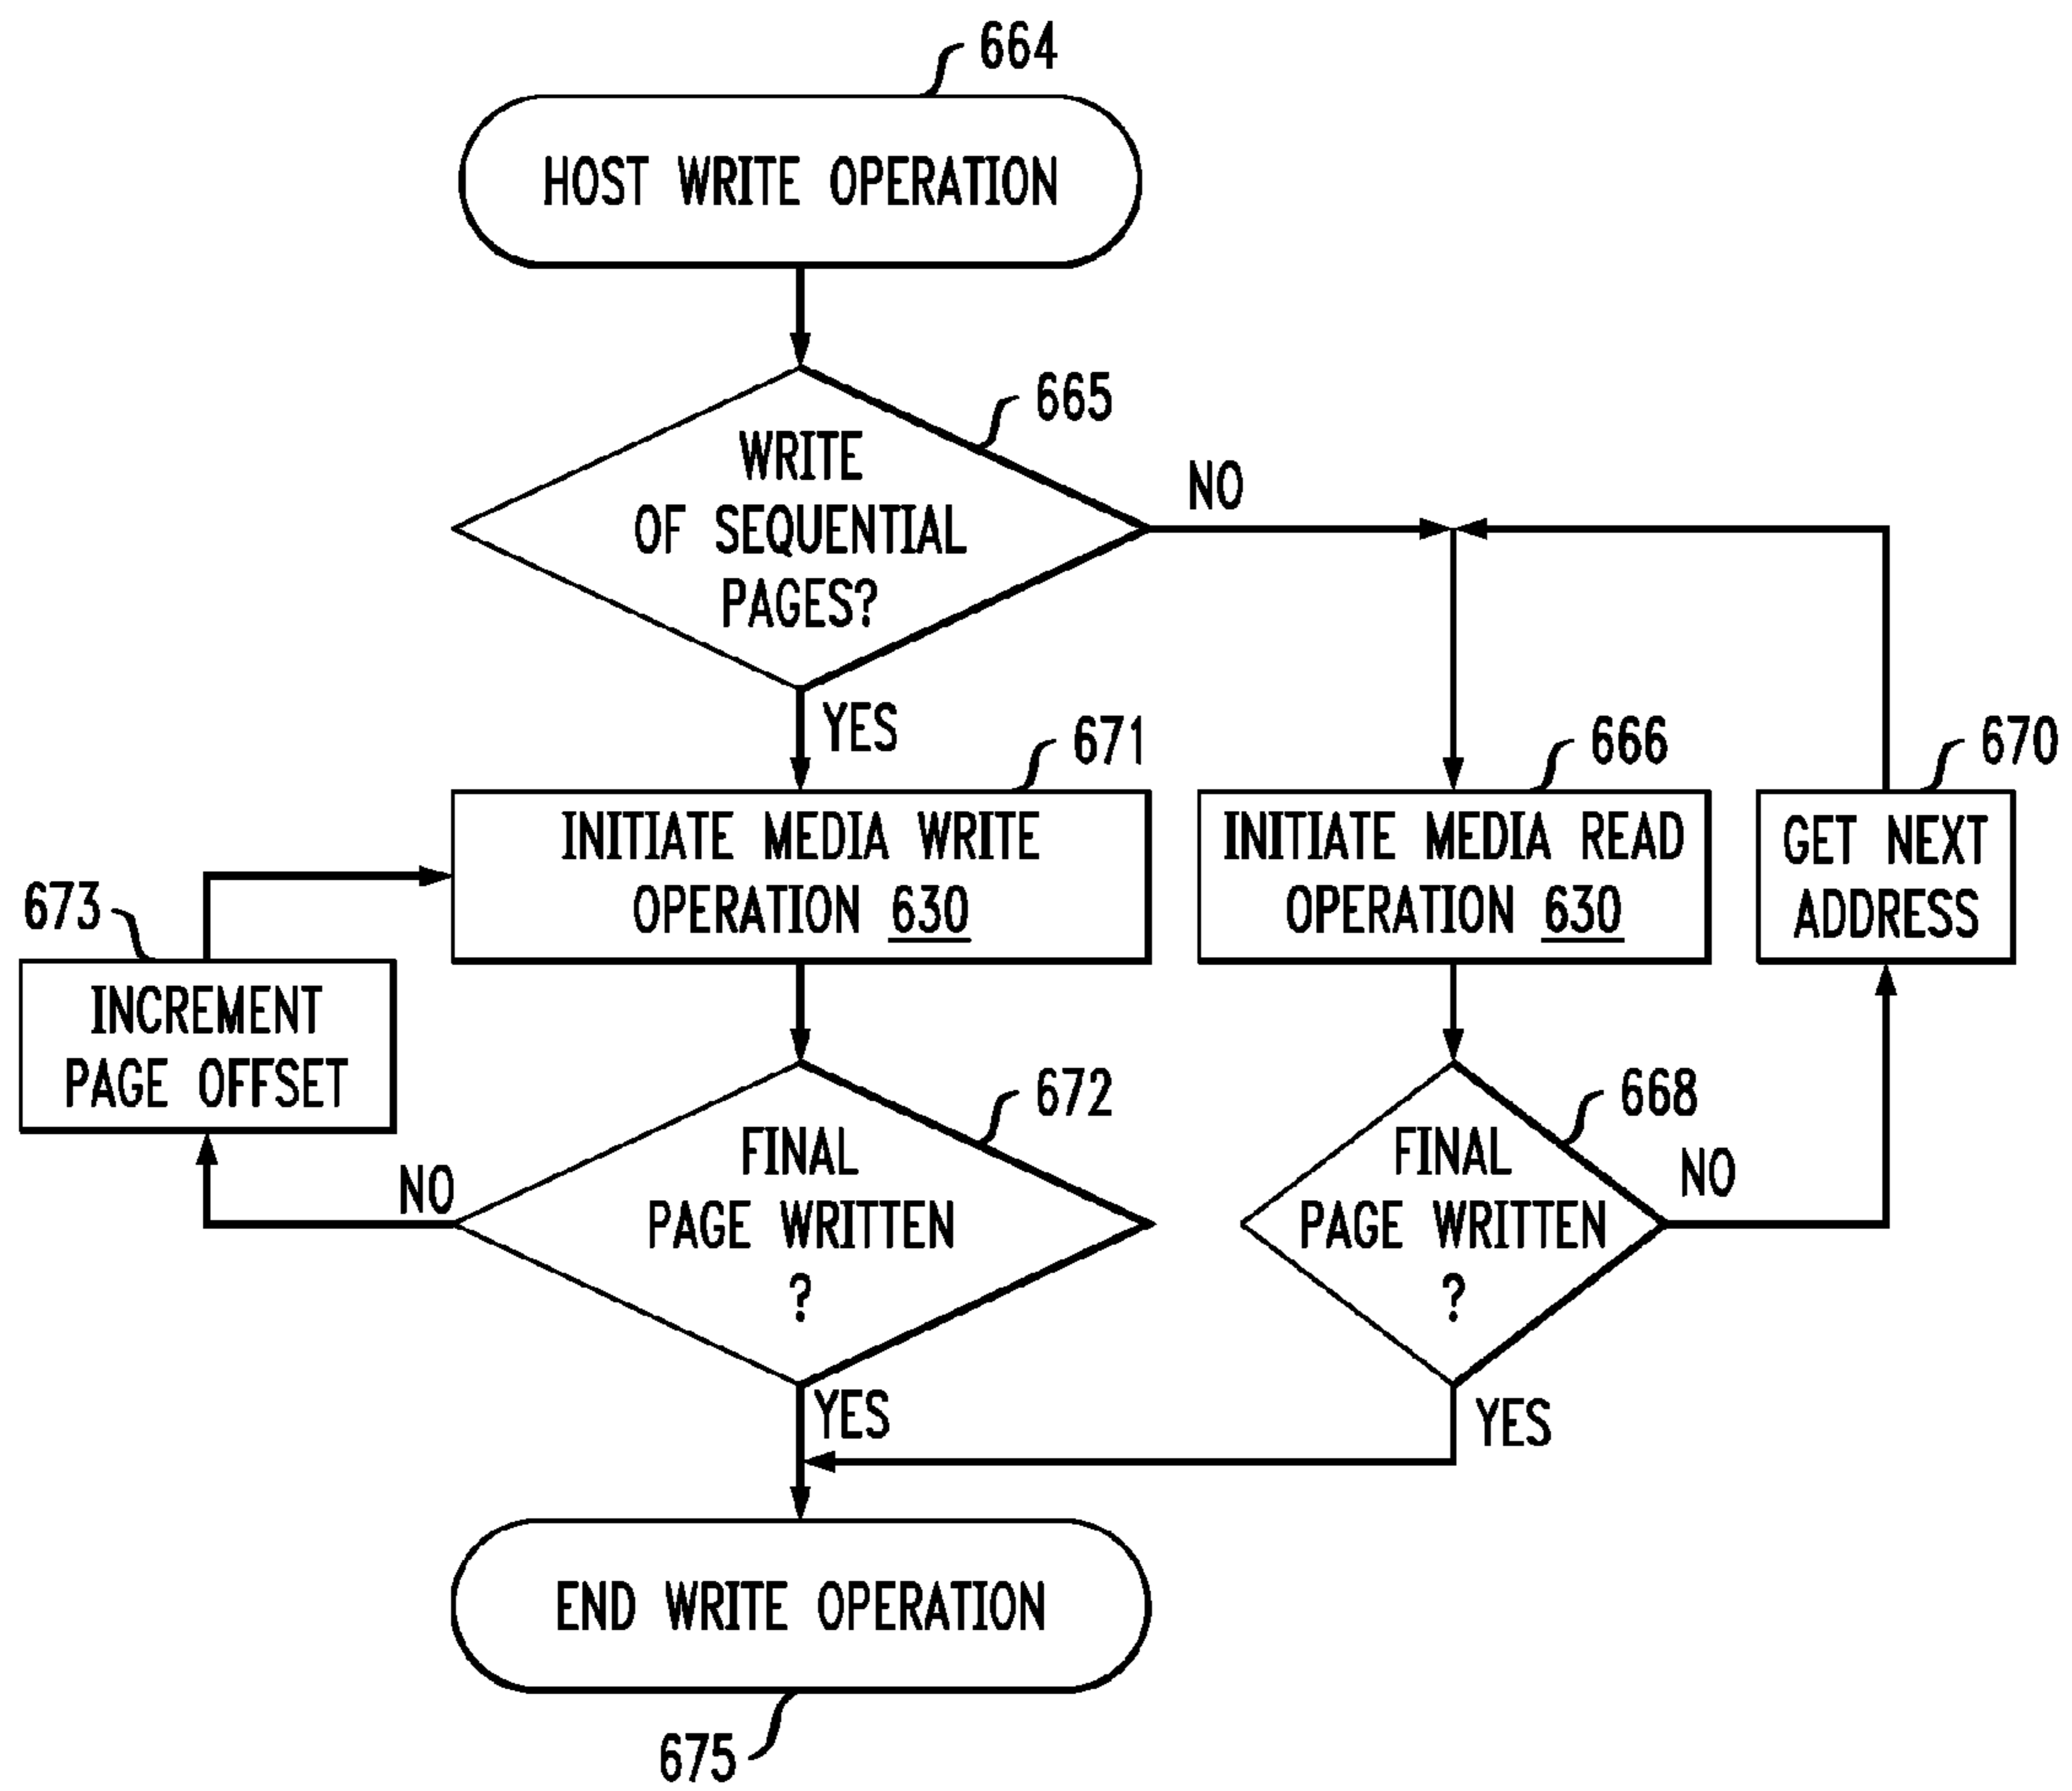 664
HOST WRITE OPERATION
665
WRITE
OF SEQUENTIAL
PAGES?
NO
YES
671
INITIATE MEDIA WRITE
OPERATION 630
666
INITIATE MEDIA READ
OPERATION 630
670
GET NEXT
ADDRESS
673
INCREMENT
PAGE OFFSET
672
FINAL
PAGE WRITTEN
?
NO
YES
668
FINAL
PAGE WRITTEN
?
NO
YES
END WRITE OPERATION
675